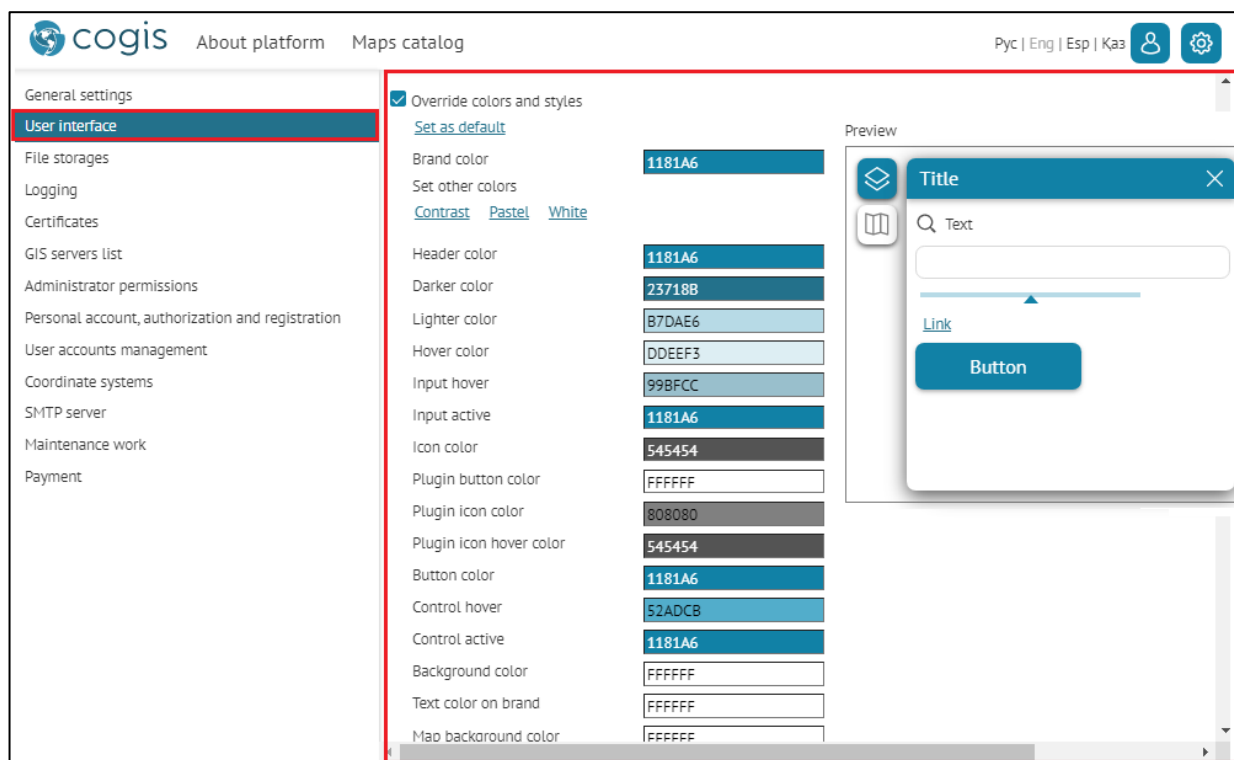 cogis About platform Maps catalog Рус | Eng | Esp | Қаз
General settings
User interface
File storages
Logging
Certificates
GIS servers list
Administrator permissions
Personal account, authorization and registration
User accounts management
Coordinate systems
SMTP server
Maintenance work
Payment
Override colors and styles
Set as default
Brand color 1181A6
Set other colors
Contrast Pastel White
Header color 1181A6
Darker color 23718B
Lighter color B7DAE6
Hover color DDEEF3
Input hover 99BFCC
Input active 1181A6
Icon color 545454
Plugin button color FFFFFF
Plugin icon color 808080
Plugin icon hover color 545454
Button color 1181A6
Control hover 52ADCB
Control active 1181A6
Background color FFFFFF
Text color on brand FFFFFF
Map background color FFFFFF
Preview
Title
Text
Link
Button